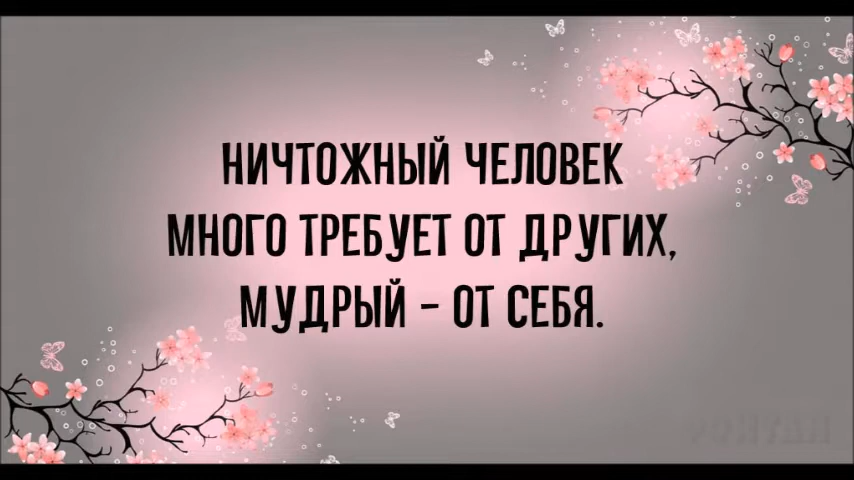 НИЧТОЖНЫЙ ЧЕЛОВЕК
МНОГО ТРЕБУЕТ ОТ ДРУГИХ,
МУДРЫЙ - ОТ СЕБЯ.